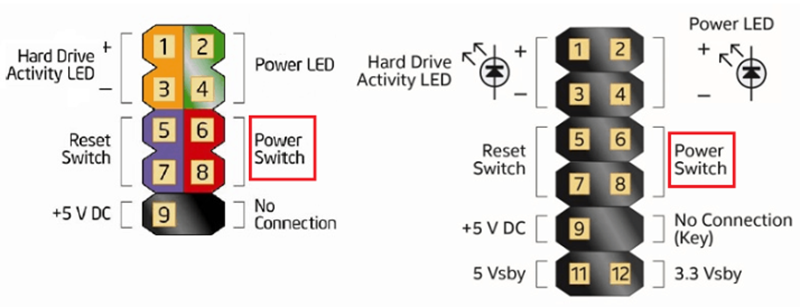 Hard Drive
Activity LED
+
–
1 2
3 4
Power LED
Reset
Switch
5 6
7 8
Power
Switch
+5 V DC
9
No
Connection
Hard Drive
Activity LED
+
–
1 2
3 4
Power LED
+
–
Reset
Switch
5 6
7 8
Power
Switch
+5 V DC
9
No Connection
(Key)
5 Vsby
11 12
3.3 Vsby